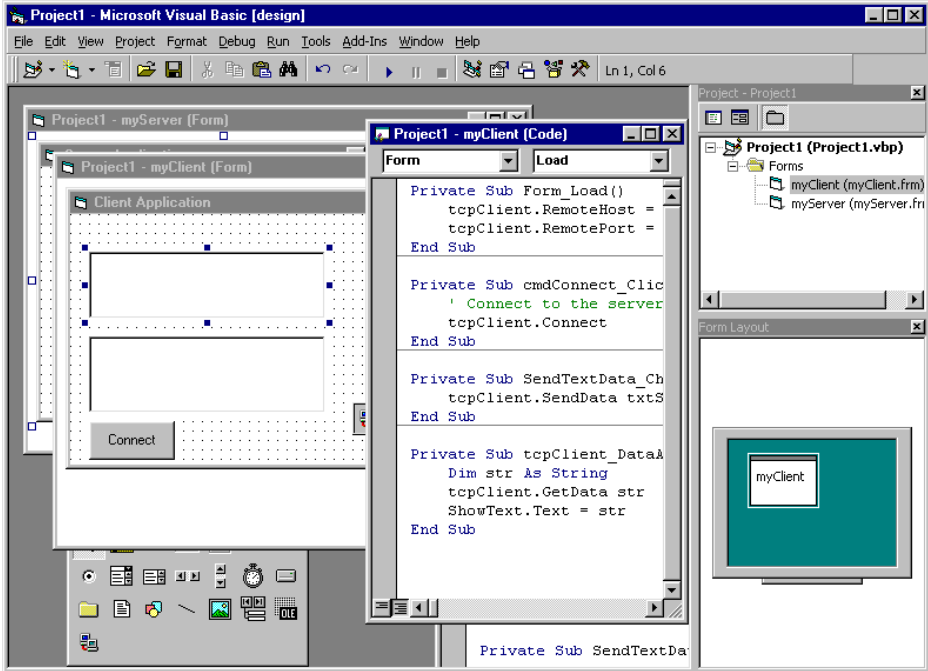 Project1 - Microsoft Visual Basic [design]
File Edit View Project Format Debug Run Tools Add-Ins Window Help
Ln 1, Col 6
Project1 - myServer (Form)
Project1 - myClient (Form)
Client Application
Connect
OLE
Project1 - myClient (Code)
Form Load
Private Sub Form_Load()
tcpClient.RemoteHost =
tcpClient.RemotePort =
End Sub
Private Sub cmdConnect_Clic
' Connect to the server
tcpClient.Connect
End Sub
Private Sub SendTextData_Ch
tcpClient.SendData txtS
End Sub
Private Sub tcpClient_DataA
Dim str As String
tcpClient.GetData str
ShowText.Text = str
End Sub
Private Sub SendTextDa
Project - Project1
Project1 (Project1.vbp)
Forms
myClient (myClient.frm)
myServer (myServer.fr
Form Layout
myClient